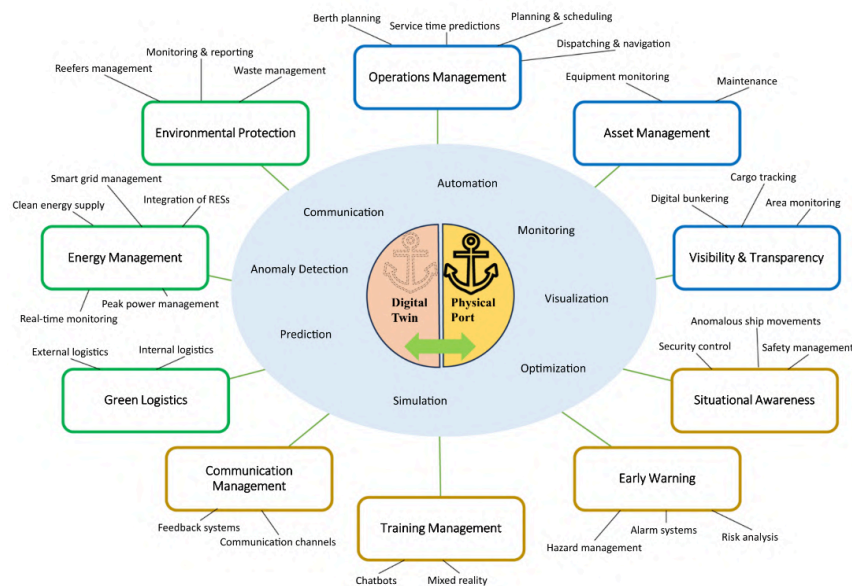 Berth planning
Service time predictions
Planning & scheduling
Dispatching & navigation
Operations Management
Monitoring & reporting
Reefers management
Waste management
Environmental Protection
Equipment monitoring
Maintenance
Asset Management
Smart grid management
Clean energy supply
Integration of RESs
Energy Management
Real-time monitoring
Peak power management
Cargo tracking
Digital bunkering
Area monitoring
Visibility & Transparency
Automation
Communication
Monitoring
Anomaly Detection
Visualization
Prediction
Optimization
Simulation
Digital
Twin
Physical
Port
External logistics
Internal logistics
Green Logistics
Anomalous ship movements
Security control
Safety management
Situational Awareness
Communication
Management
Feedback systems
Communication channels
Training Management
Chatbots
Mixed reality
Early Warning
Hazard management
Alarm systems
Risk analysis